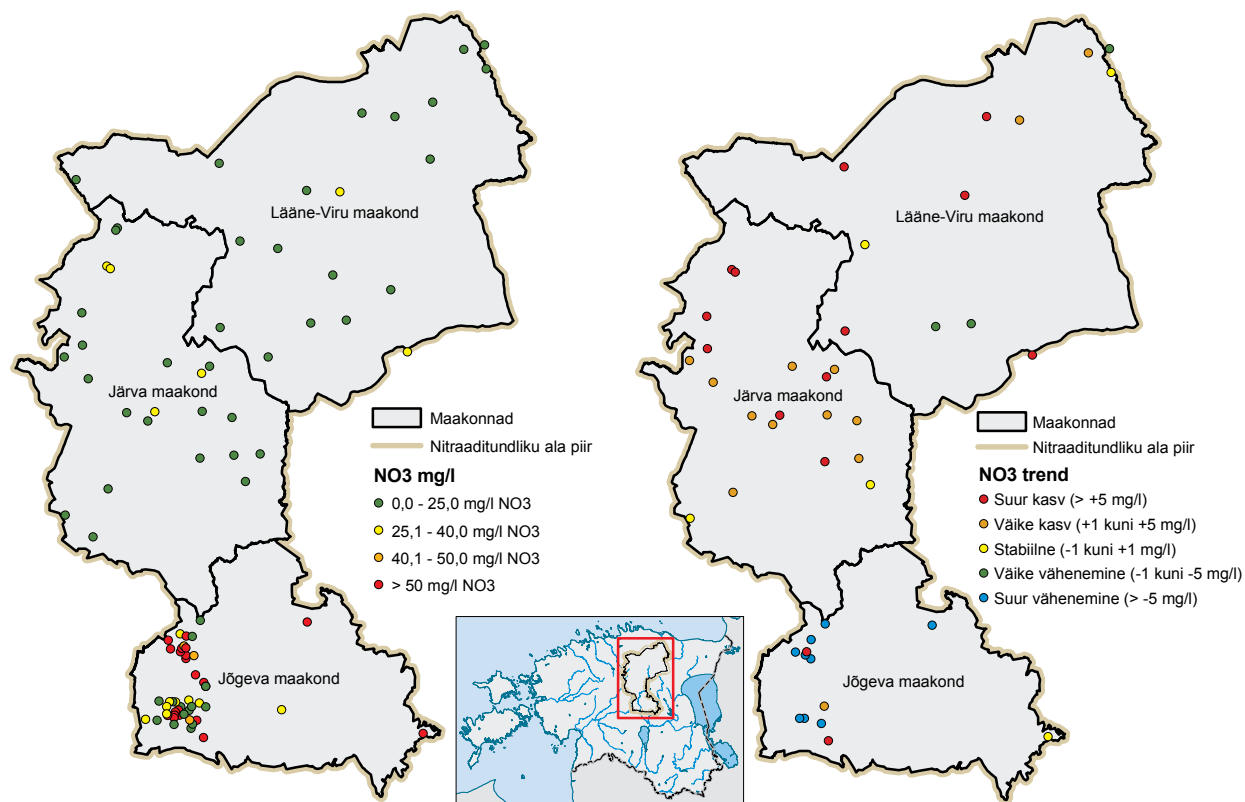 Lääne-Viru maakond
Järva maakond
Jõgeva maakond
Maakonnad
Nitraaditundliku ala piir
NO3 mg/l
0,0 - 25,0 mg/l NO3
25,1 - 40,0 mg/l NO3
40,1 - 50,0 mg/l NO3
> 50 mg/l NO3
Lääne-Viru maakond
Järva maakond
Jõgeva maakond
Maakonnad
Nitraaditundliku ala piir
NO3 trend
Suur kasv (> +5 mg/l)
Väike kasv (+1 kuni +5 mg/l)
Stabiilne (-1 kuni +1 mg/l)
Väike vähenemine (-1 kuni -5 mg/l)
Suur vähenemine (> -5 mg/l)